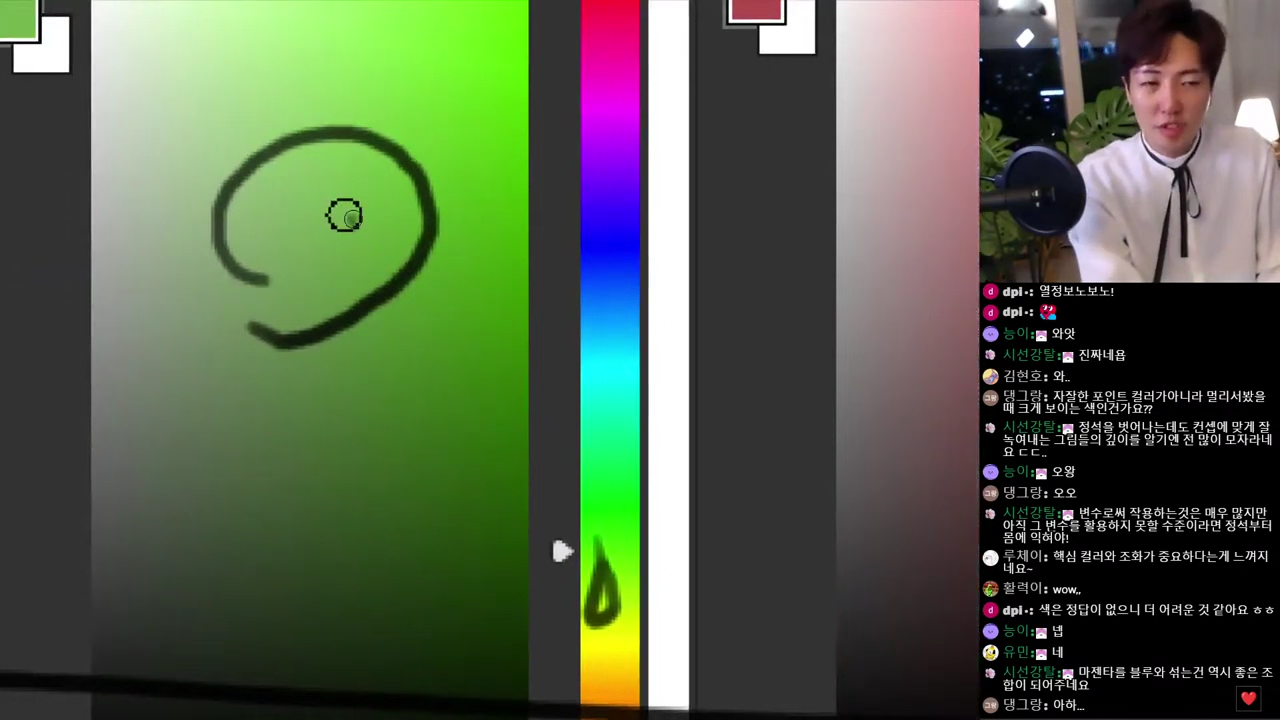 d dpi·: 열정보노보노!
d dpi·:
능이: 와앗
시선강탈: 진짜네욥
김현호: 와..
그랑 댕그랑: 자잘한 포인트 컬러가아니라 멀리서봤을
때 크게 보이는 색인건가요??
시선강탈: 정석을 벗어나는데도 컨셉에 맞게 잘
녹여내는 그림들의 깊이를 알기엔 전 많이 모자라네
요 ㄷㄷ..
능이: 오왕
그랑 댕그랑: 오오
시선강탈: 변수로써 작용하는것은 매우 많지만
아직 그 변수를 활용하지 못할 수준이라면 정석부터
몸에 익혀야!
루체이: 핵심 컬러와 조화가 중요하다는게 느껴지
네요~
활력이: wow,,
d dpi·: 색은 정답이 없으니 더 어려운 것 같아요 ㅎㅎ
능이: 넵
유민: 네
시선강탈: 마젠타를 블루와 섞는건 역시 좋은 조
합이 되어주네요
그랑 댕그랑: 아하...